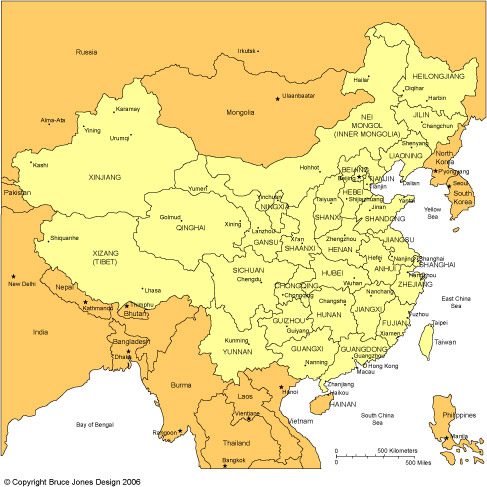 Russia
Irkutsk
HEILONGJIANG
Hailar
Qiqihar
Harbin
Ulaanbaatar
Mongolia
Karamay
Alma-Ata
Yining
Urumqi
NEI
MONGOL
(INNER MONGOLIA)
JILIN
Changchun
Shenyang
LIAONING
North
Korea
Pyongyang
Kashi
XINJIANG
Hohhot
BEIJING
Beijing
TIANJIN
Tianjin
Dalian
Seoul
South
Korea
Pakistan
Yumen
Yinchuan
NINGXIA
HEBEI
Taiyuan
Shijiazhuang
Yantai
Yellow
Sea
Golmud
QINGHAI
Xining
Lanzhou
GANSU
SHANXI
Jinan
SHANDONG
Shiquanhe
XIZANG
(TIBET)
Xi'an
SHAANXI
Zhengzhou
HENAN
JIANGSU
Hefei
Nanjing
Shanghai
SHANGHAI
New Delhi
SICHUAN
Chengdu
HUBEI
Wuhan
ANHUI
Hangzhou
ZHEJIANG
Nepal
Kathmandu
Lhasa
Thimphu
Bhutan
CHONGQING
Chongqing
Changsha
Nanchang
East China
Sea
India
Bangladesh
Dhaka
GUIZHOU
Guiyang
HUNAN
JIANGXI
FUJIAN
Fuzhou
Taipei
Kunming
YUNNAN
GUANGXI
GUANGDONG
Guangzhou
Xiamen
Taiwan
Burma
Nanning
Hong Kong
Macau
Laos
Hanoi
Zhanjiang
Haikou
HAINAN
Bay of Bengal
Rangoon
Vientiane
Vietnam
South China
Sea
Philippines
Manila
Thailand
Bangkok
0
500 Kilometers
0
500 Miles
© Copyright Bruce Jones Design 2006